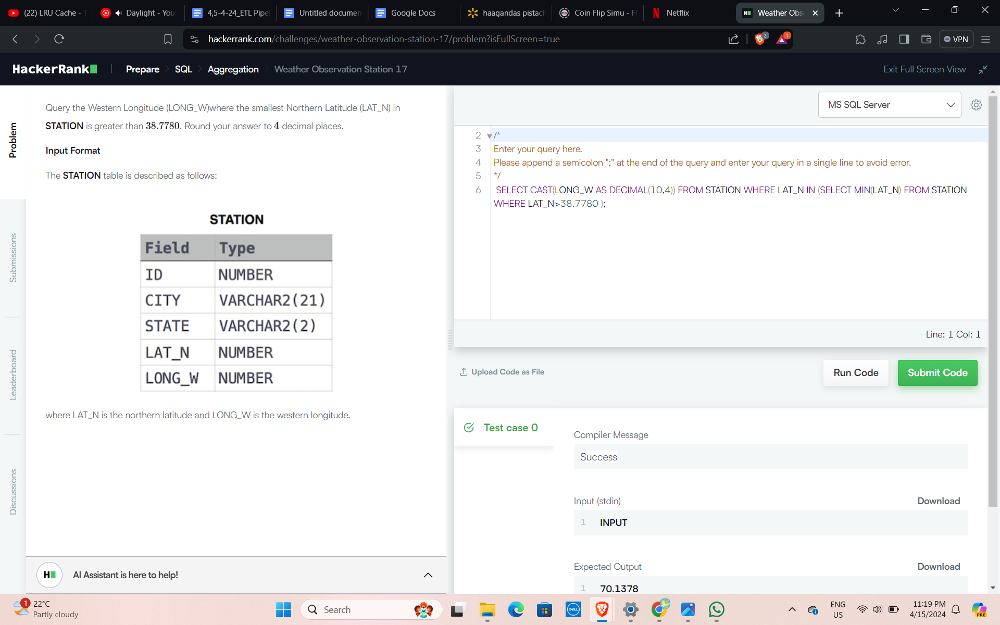 (22) LRU Cache - T
Daylight - You
4,5-4-24_ETL Pipel
Untitled documen
Google Docs
haagandas pistach
Coin Flip Simu - Fl
Netflix
Weather Obs
hackerrank.com/challenges/weather-observation-station-17/problem?isFullScreen=true
2
1
VPN
HackerRank
Prepare
SQL
Aggregation
Weather Observation Station 17
Exit Full Screen View
Problem
Submissions
Leaderboard
Discussions
Query the Western Longitude (LONG_W)where the smallest Northern Latitude (LAT_N) in
STATION is greater than 38.7780. Round your answer to 4 decimal places.
Input Format
The STATION table is described as follows:
STATION
Field Type
ID NUMBER
CITY VARCHAR2(21)
STATE VARCHAR2(2)
LAT_N NUMBER
LONG_W NUMBER
where LAT_N is the northern latitude and LONG_W is the western longitude.
AI Assistant is here to help!
MS SQL Server
2 /*
3 Enter your query here.
4 Please append a semicolon ";" at the end of the query and enter your query in a single line to avoid error.
5 */
6 SELECT CAST(LONG_W AS DECIMAL(10,4)) FROM STATION WHERE LAT_N IN (SELECT MIN(LAT_N) FROM STATION
WHERE LAT_N>38.7780 );
Line: 1 Col: 1
Upload Code as File
Run Code
Submit Code
Test case 0
Compiler Message
Success
Input (stdin)
Download
1 INPUT
Expected Output
Download
1 70.1378
1
22°C
Partly cloudy
Search
DELL
ENG
US
11:19 PM
4/15/2024
PRE